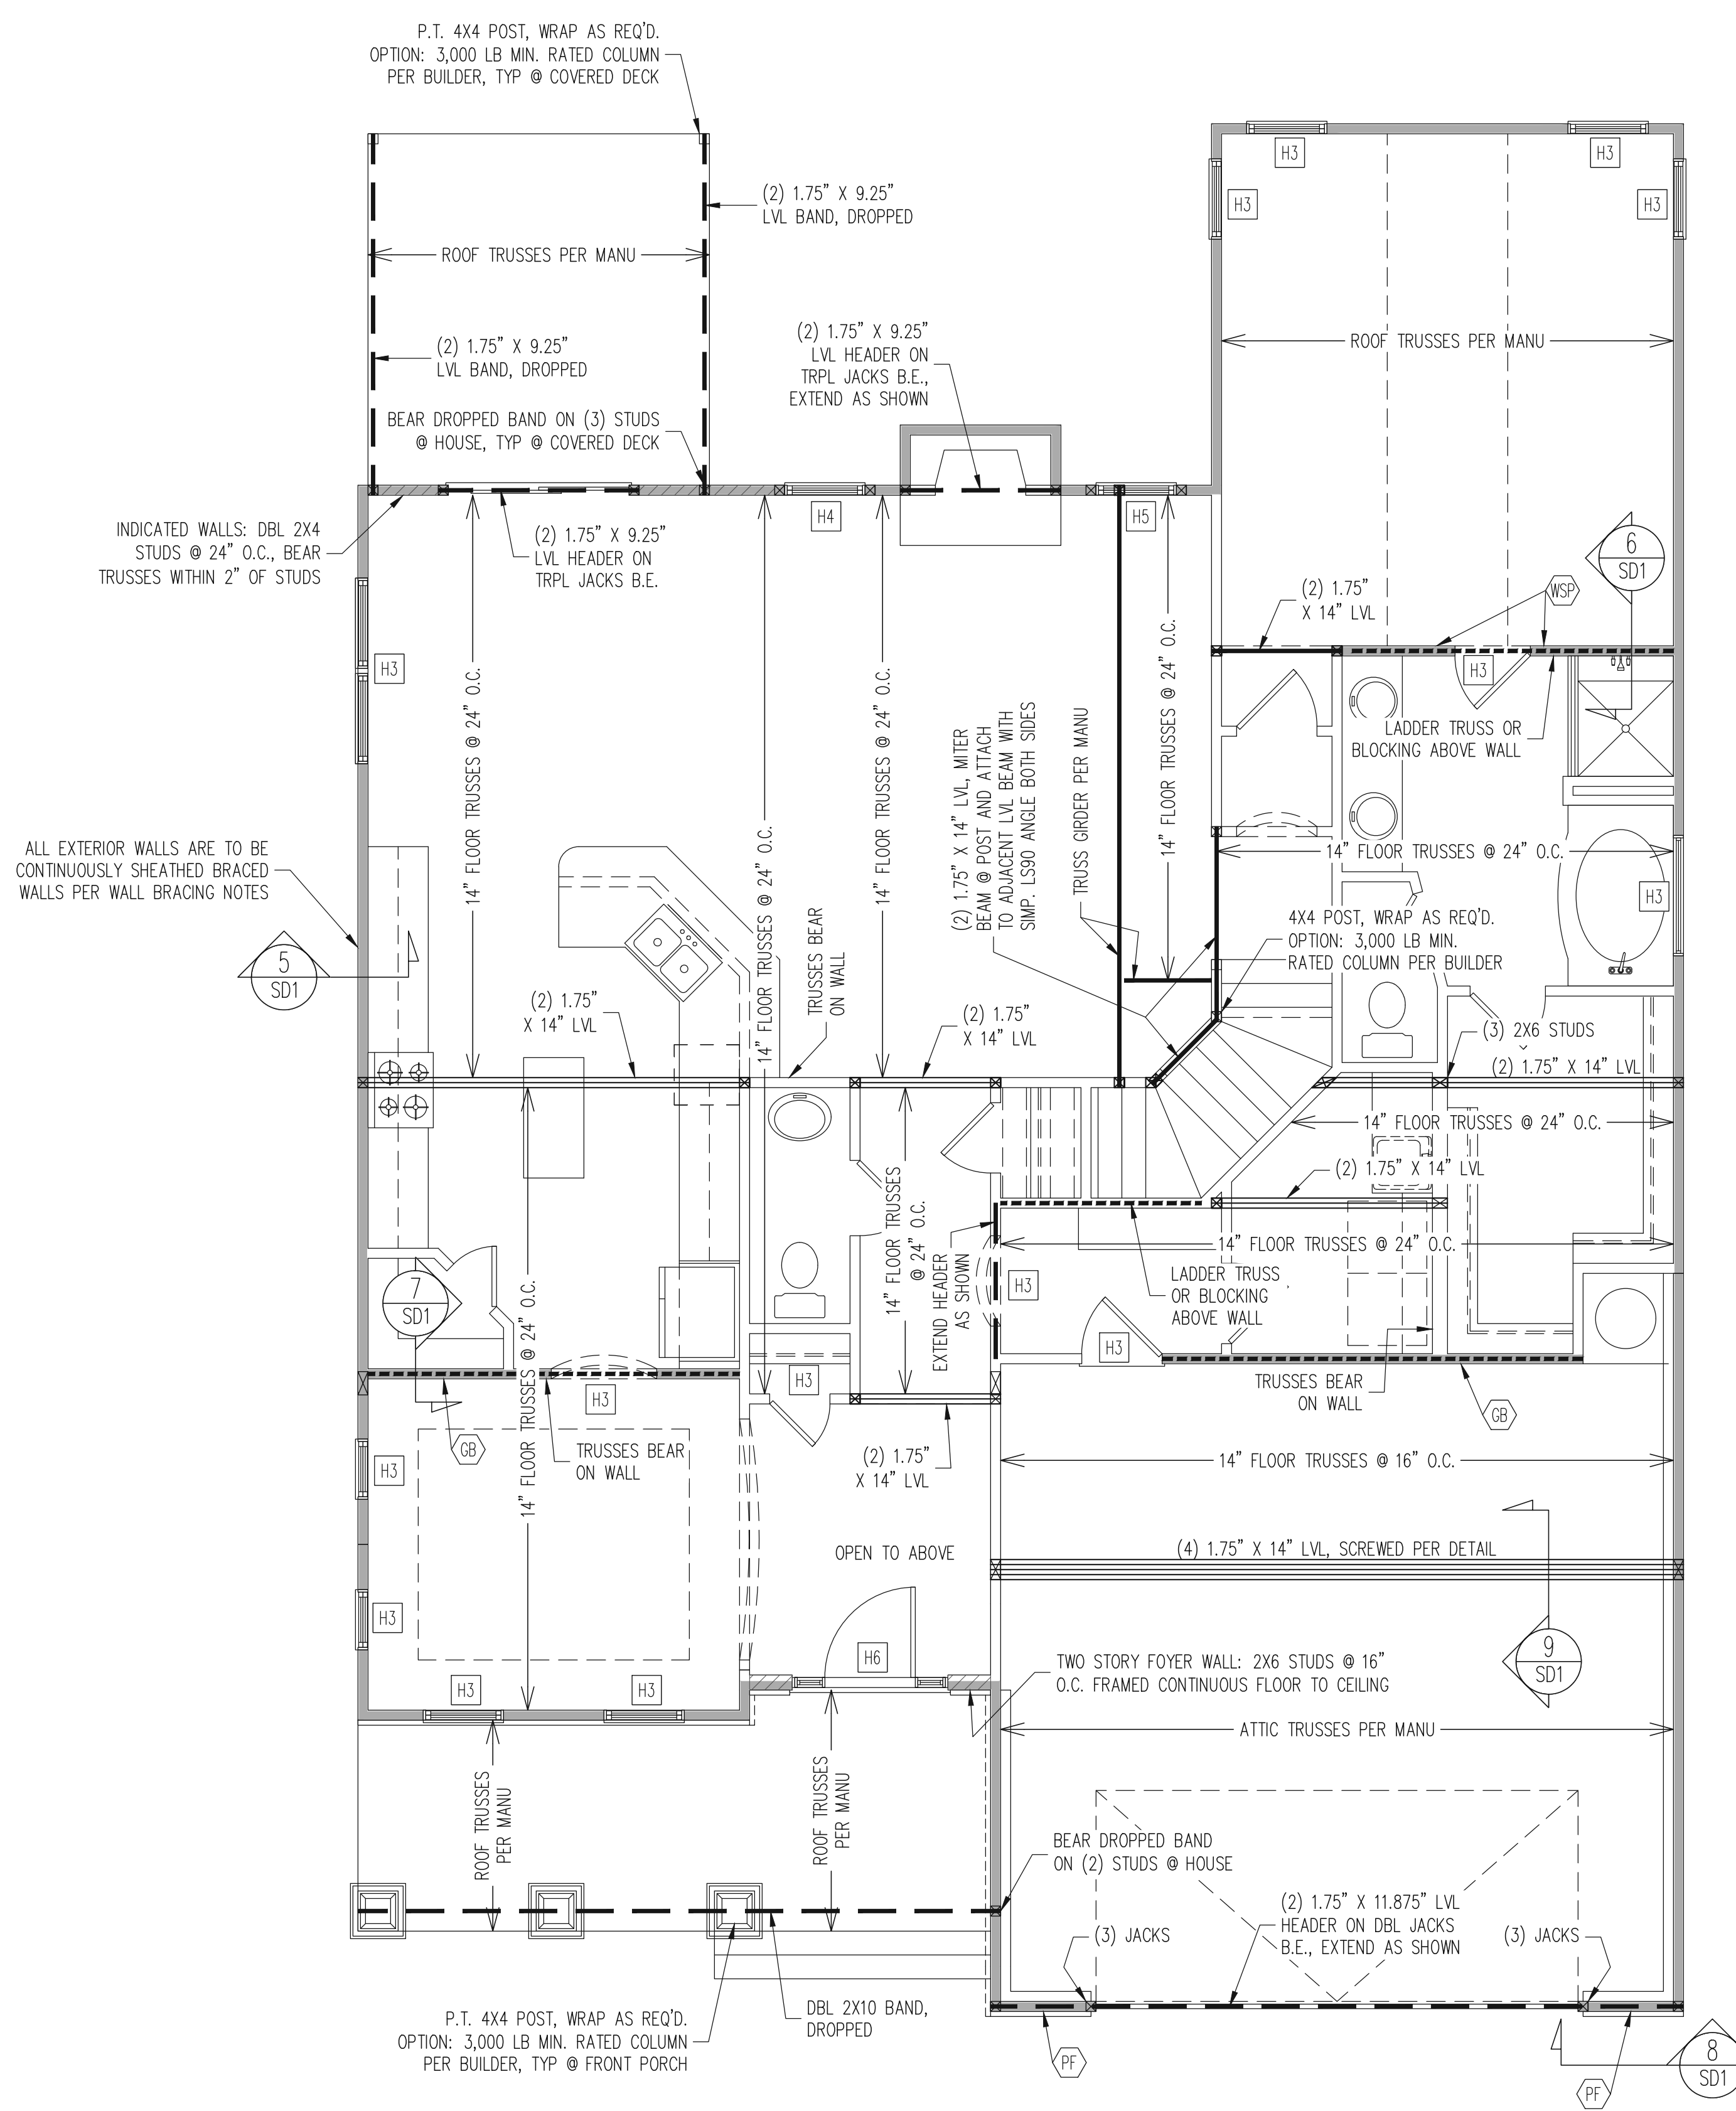 P.T. 4X4 POST, WRAP AS REQ'D.
OPTION: 3,000 LB MIN. RATED COLUMN
PER BUILDER, TYP @ COVERED DECK
H3
H3
H3
H3
(2) 1.75" X 9.25"
LVL BAND, DROPPED
ROOF TRUSSES PER MANU
(2) 1.75" X 9.25"
LVL BAND, DROPPED
(2) 1.75" X 9.25"
LVL HEADER ON
TRPL JACKS B.E.,
EXTEND AS SHOWN
ROOF TRUSSES PER MANU
BEAR DROPPED BAND ON (3) STUDS
@ HOUSE, TYP @ COVERED DECK
INDICATED WALLS: DBL 2X4
STUDS @ 24" O.C., BEAR
TRUSSES WITHIN 2" OF STUDS
(2) 1.75" X 9.25"
LVL HEADER ON
TRPL JACKS B.E.
H4
H5
6
SD1
WSP
(2) 1.75"
X 14" LVL
H3
H3
LADDER TRUSS OR
BLOCKING ABOVE WALL
14" FLOOR TRUSSES @ 24" O.C.
14" FLOOR TRUSSES @ 24" O.C.
14" FLOOR TRUSSES @ 24" O.C.
14" FLOOR TRUSSES @ 24" O.C.
(2) 1.75" X 14" LVL, MITER
BEAM @ POST AND ATTACH
TO ADJACENT LVL BEAM WITH
SIMP. LS90 ANGLE BOTH SIDES
TRUSS GIRDER PER MANU
ALL EXTERIOR WALLS ARE TO BE
CONTINUOUSLY SHEATHED BRACED
WALLS PER WALL BRACING NOTES
14" FLOOR TRUSSES @ 24" O.C.
H3
4X4 POST, WRAP AS REQ'D.
OPTION: 3,000 LB MIN.
RATED COLUMN PER BUILDER
5
SD1
TRUSSES BEAR
ON WALL
(2) 1.75"
X 14" LVL
(2) 1.75"
X 14" LVL
(3) 2X6 STUDS
(2) 1.75" X 14" LVL
14" FLOOR TRUSSES @ 24" O.C.
(2) 1.75" X 14" LVL
14" FLOOR TRUSSES
@ 24" O.C.
EXTEND HEADER
AS SHOWN
14" FLOOR TRUSSES @ 24" O.C.
H3
LADDER TRUSS
OR BLOCKING
ABOVE WALL
7
SD1
14" FLOOR TRUSSES @ 24" O.C.
H3
H3
H3
TRUSSES BEAR
ON WALL
GB
GB
TRUSSES BEAR
ON WALL
H3
(2) 1.75"
X 14" LVL
14" FLOOR TRUSSES @ 16" O.C.
OPEN TO ABOVE
(4) 1.75" X 14" LVL, SCREWED PER DETAIL
H3
H6
9
SD1
TWO STORY FOYER WALL: 2X6 STUDS @ 16"
O.C. FRAMED CONTINUOUS FLOOR TO CEILING
H3
H3
ATTIC TRUSSES PER MANU
ROOF TRUSSES
PER MANU
ROOF TRUSSES
PER MANU
BEAR DROPPED BAND
ON (2) STUDS @ HOUSE
(2) 1.75" X 11.875" LVL
HEADER ON DBL JACKS
B.E., EXTEND AS SHOWN
(3) JACKS
(3) JACKS
DBL 2X10 BAND,
DROPPED
P.T. 4X4 POST, WRAP AS REQ'D.
OPTION: 3,000 LB MIN. RATED COLUMN
PER BUILDER, TYP @ FRONT PORCH
PF
PF
8
SD1